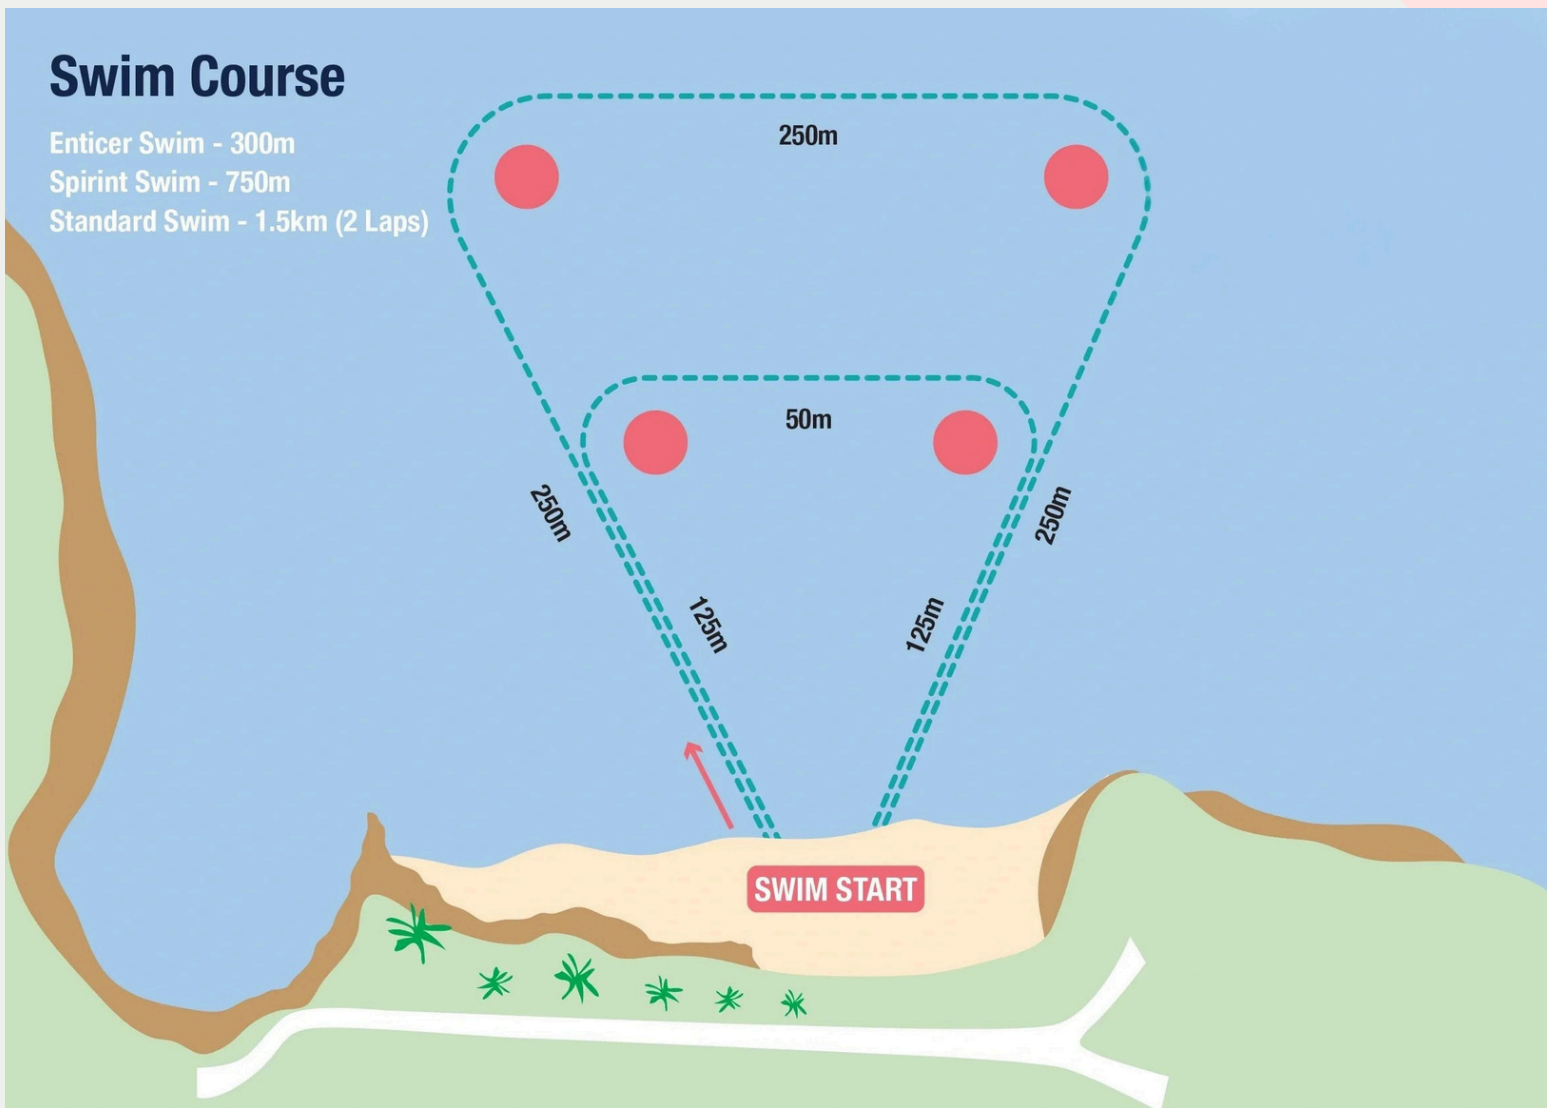 Swim Course
Enticer Swim - 300m
Spirint Swim - 750m
Standard Swim - 1.5km (2 Laps)
250m
50m
250m
250m
125m
125m
SWIM START